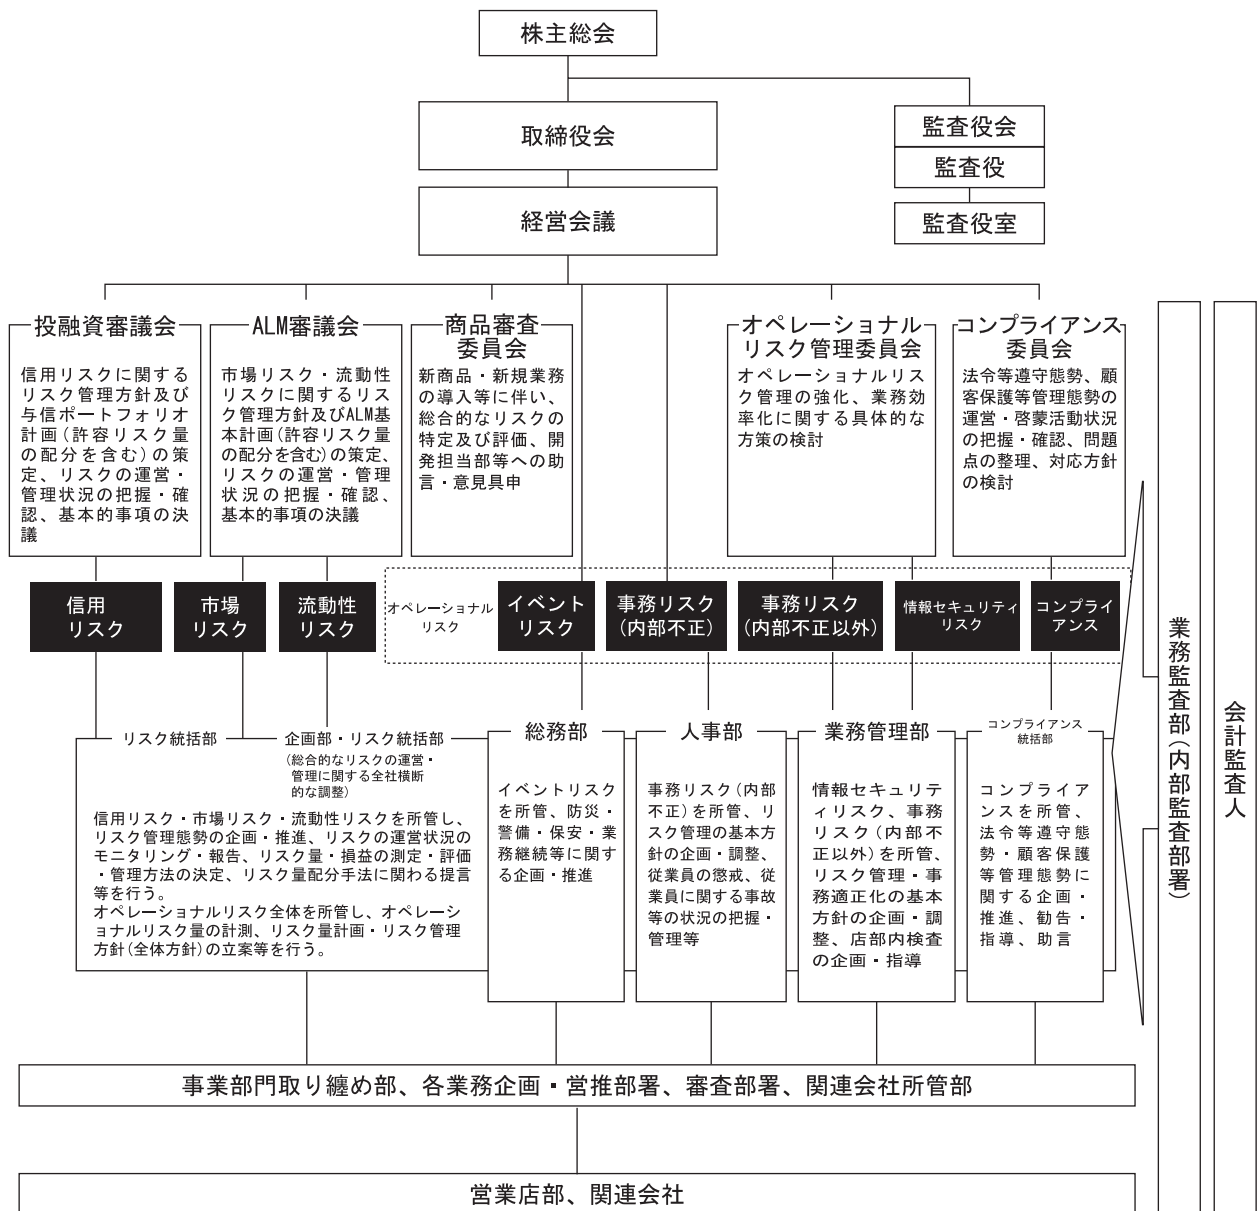 株主総会
取締役会
監査役会
監査役
経営会議
監査役室
投融資審議会
信用リスクに関する
リスク管理方針及び
与信ポートフォリオ
計画(許容リスク量
の配分を含む)の策
定、リスクの運営・
管理状況の把握・確
認、基本的事項の決
議
ALM審議会
市場リスク・流動性
リスクに関するリス
ク管理方針及びALM基
本計画(許容リスク量
の配分を含む)の策定、
リスクの運営・管理
状況の把握・確認、
基本的事項の決議
商品審査
委員会
新商品・新規業務
の導入等に伴い、
総合的なリスクの
特定及び評価、開
発担当部等への助
言・意見具申
オペレーショナル
リスク管理委員会
オペレーショナルリス
ク管理の強化、業務効
率化に関する具体的な
方策の検討
コンプライアンス
委員会
法令等遵守態勢、顧
客保護等管理態勢の
運営・啓蒙活動状況
の把握・確認、問題
点の整理、対応方針
の検討
信用
リスク
市場
リスク
流動性
リスク
オペレーショナル
リスク
イベント
リスク
事務リスク
(内部不正)
事務リスク
(内部不正以外)
情報セキュリティ
リスク
コンプライ
アンス
リスク統括部
企画部・リスク統括部
(総合的なリスクの運営・
管理に関する全社横断
的な調整)
信用リスク・市場リスク・流動性リスクを所管し、
リスク管理態勢の企画・推進、リスクの運営状況の
モニタリング・報告、リスク量・損益の測定・評価
・管理方法の決定、リスク量配分手法に関わる提言
等を行う。
オペレーショナルリスク全体を所管し、オペレーシ
ョナルリスク量の計測、リスク量計画・リスク管理
方針(全体方針)の立案等を行う。
総務部
イベントリスク
を所管、防災・
警備・保安・業
務継続等に関す
る企画・推進
人事部
事務リスク(内部
不正)を所管、リ
スク管理の基本方
針の企画・調整、
従業員の懲戒、従
業員に関する事故
等の状況の把握・
管理等
業務管理部
情報セキュリテ
ィリスク、事務
リスク(内部不
正以外)を所管、
リスク管理・事
務適正化の基本
方針の企画・調
整、店部内検査
の企画・指導
コンプライアンス
統括部
コンプライア
ンスを所管、
法令等遵守態
勢・顧客保護
等管理態勢に
関する企画・
推進、勧告・
指導、助言
業務監査部(内部監査部署)
会計監査人
事業部門取り纏め部、各業務企画・営推部署、審査部署、関連会社所管部
営業店部、関連会社